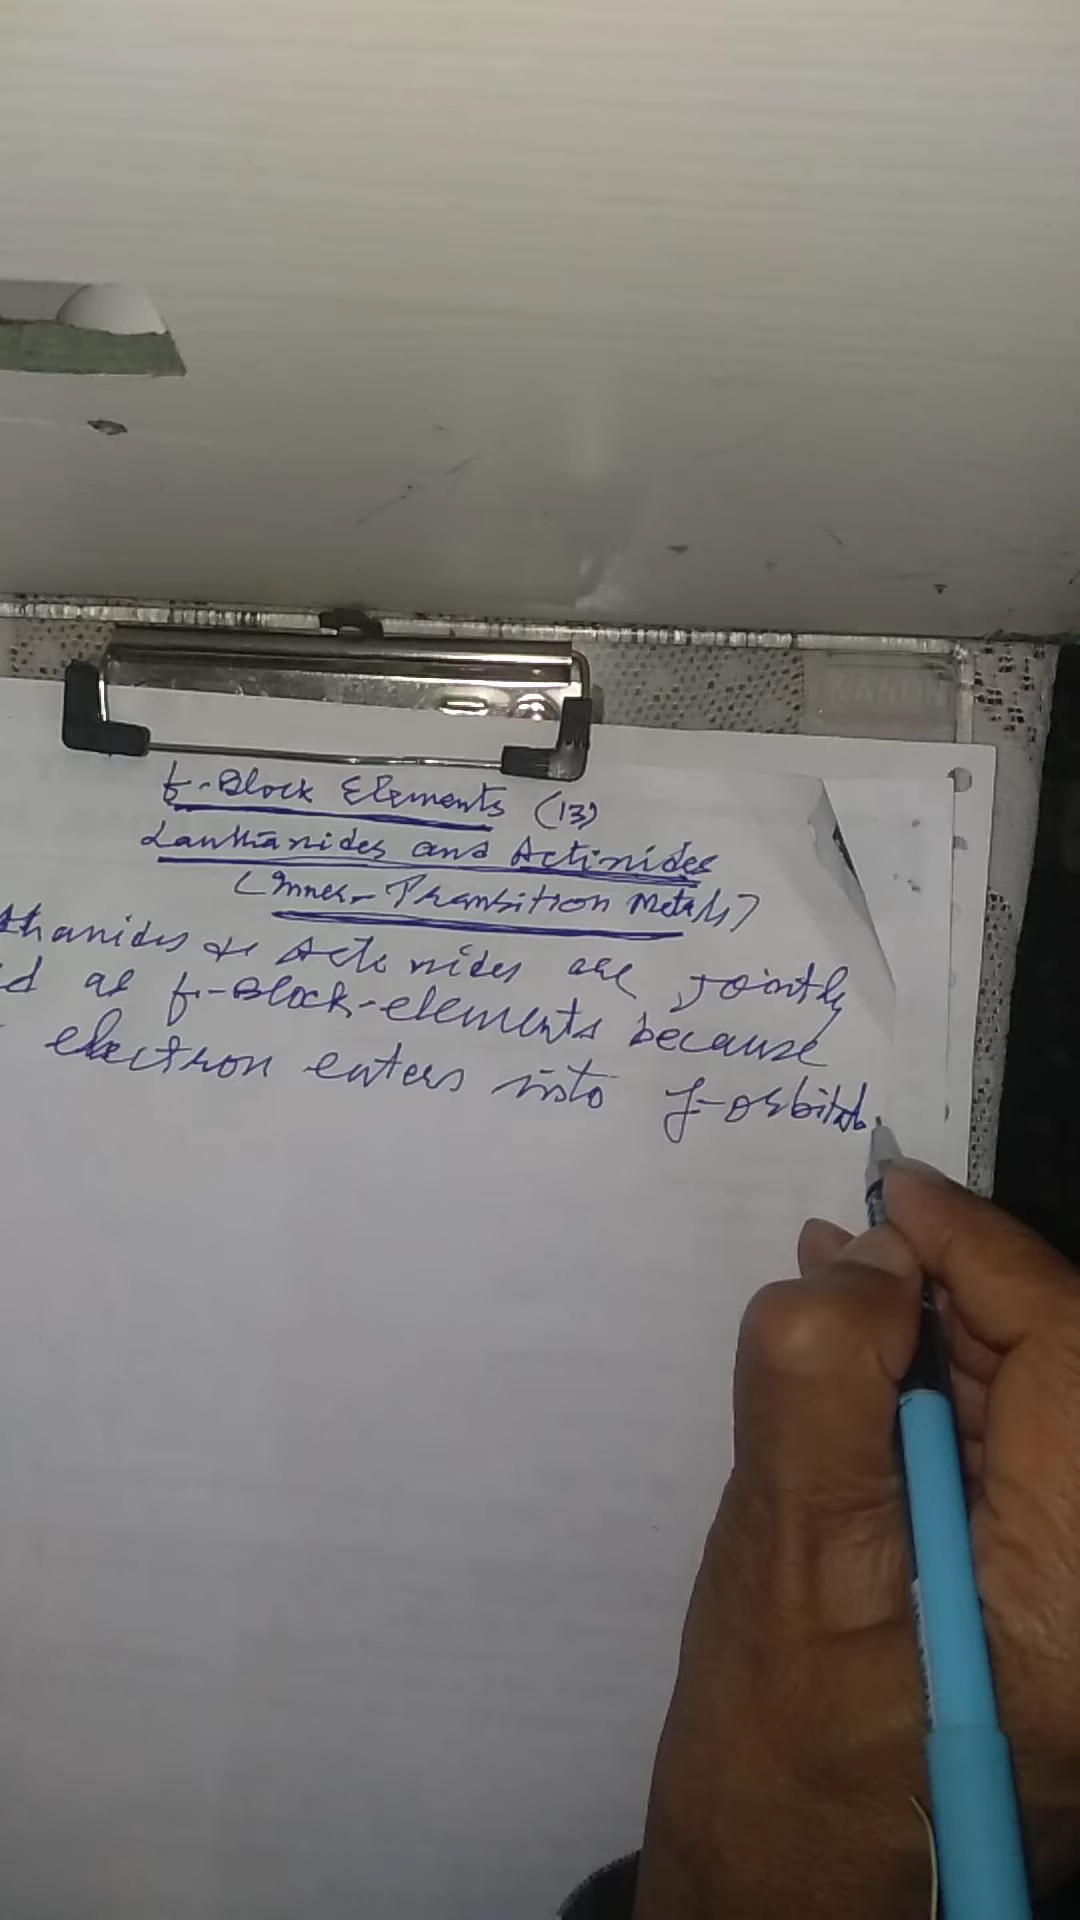 f-Block Elements (13)
Lanthanides and Actinides
(Inner-Transition Metals)
thanides & Actinides are Jointly
d as f-Block-elements because
electron enters into f-orbitals